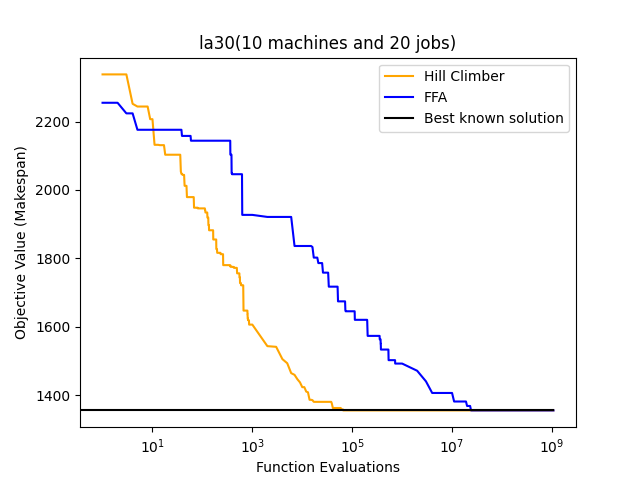 la30(10 machines and 20 jobs)
Hill Climber
FFA
Best known solution
Objective Value (Makespan)
2200
2000
1800
1600
1400
10¹ 10³ 10⁵ 10⁷ 10⁹
Function Evaluations